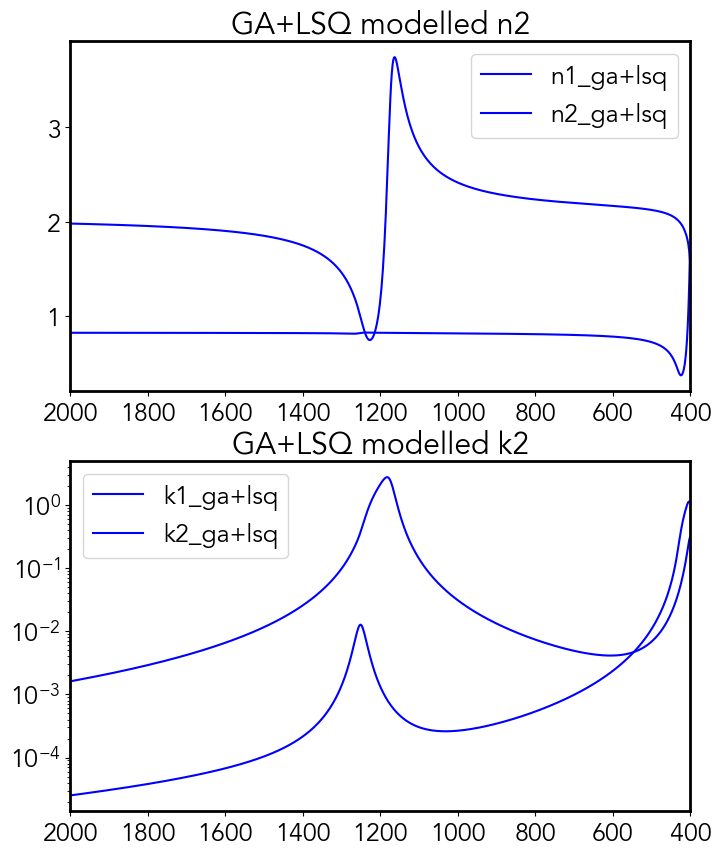 GA+LSQ modelled n2
n1_ga+lsq
n2_ga+lsq
3
2
1
2000 1800 1600 1400 1200 1000 800 600 400
GA+LSQ modelled k2
k1_ga+lsq
k2_ga+lsq
10⁰
10⁻¹
10⁻²
10⁻³
10⁻⁴
2000 1800 1600 1400 1200 1000 800 600 400